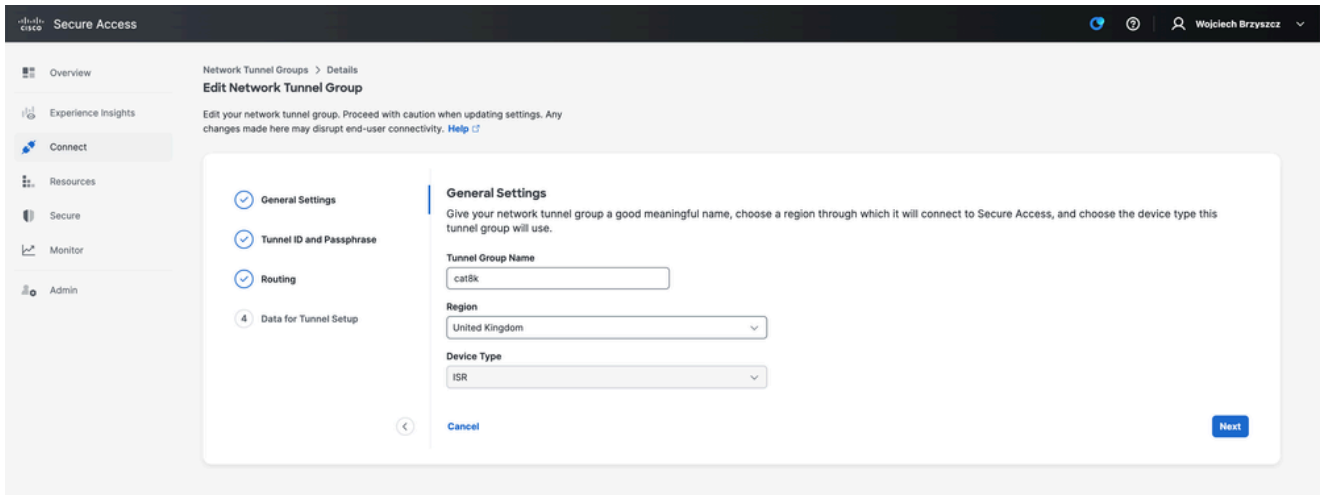 cisco Secure Access
Wojciech Brzyszcz
Overview
Experience Insights
Connect
Resources
Secure
Monitor
Admin
Network Tunnel Groups > Details
Edit Network Tunnel Group
Edit your network tunnel group. Proceed with caution when updating settings. Any
changes made here may disrupt end-user connectivity. Help
General Settings
Tunnel ID and Passphrase
Routing
4 Data for Tunnel Setup
General Settings
Give your network tunnel group a good meaningful name, choose a region through which it will connect to Secure Access, and choose the device type this
tunnel group will use.
Tunnel Group Name
cat8k
Region
United Kingdom
Device Type
ISR
Cancel
Next